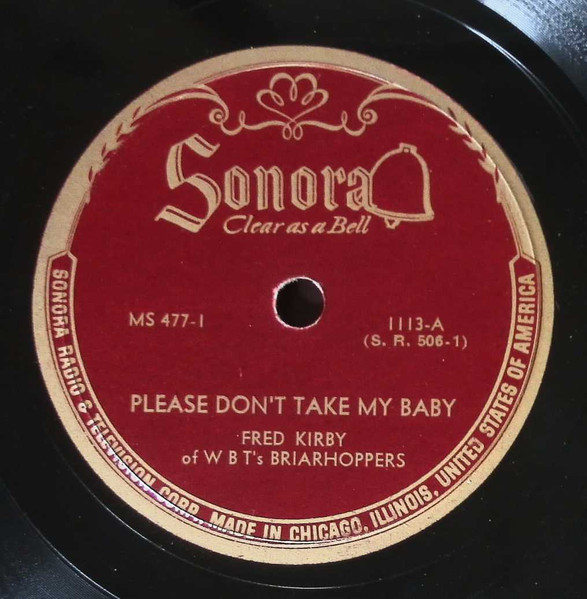 Sonora
Clear as a Bell
MS 477-1
1113-A
(S. R. 506-1)
PLEASE DON'T TAKE MY BABY
FRED KIRBY
of W B T's BRIARHOPPERS
SONORA RADIO & TELEVISION CORP. MADE IN CHICAGO, ILLINOIS, UNITED STATES OF AMERICA